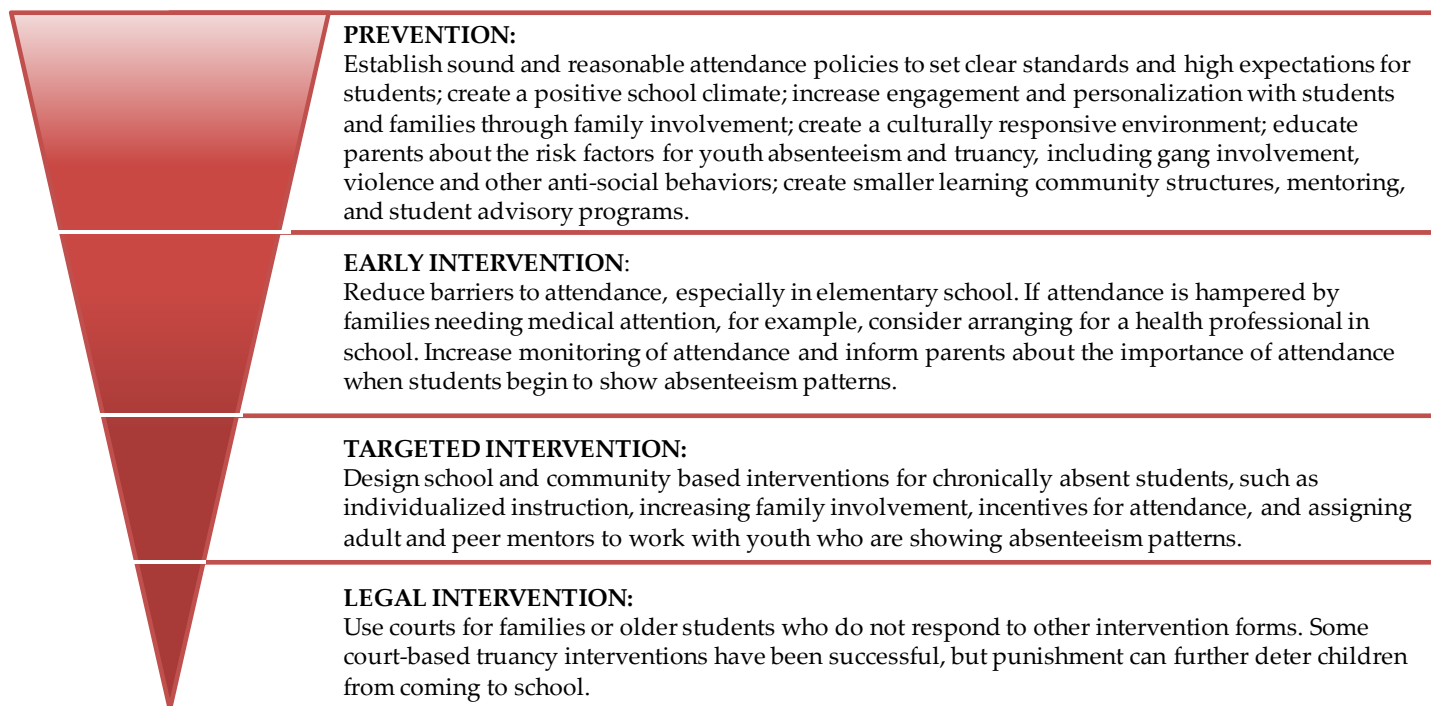 PREVENTION:
Establish sound and reasonable attendance policies to set clear standards and high expectations for
students; create a positive school climate; increase engagement and personalization with students
and families through family involvement; create a culturally responsive environment; educate
parents about the risk factors for youth absenteeism and truancy, including gang involvement,
violence and other anti-social behaviors; create smaller learning community structures, mentoring,
and student advisory programs.
EARLY INTERVENTION:
Reduce barriers to attendance, especially in elementary school. If attendance is hampered by
families needing medical attention, for example, consider arranging for a health professional in
school. Increase monitoring of attendance and inform parents about the importance of attendance
when students begin to show absenteeism patterns.
TARGETED INTERVENTION:
Design school and community based interventions for chronically absent students, such as
individualized instruction, increasing family involvement, incentives for attendance, and assigning
adult and peer mentors to work with youth who are showing absenteeism patterns.
LEGAL INTERVENTION:
Use courts for families or older students who do not respond to other intervention forms. Some
court-based truancy interventions have been successful, but punishment can further deter children
from coming to school.